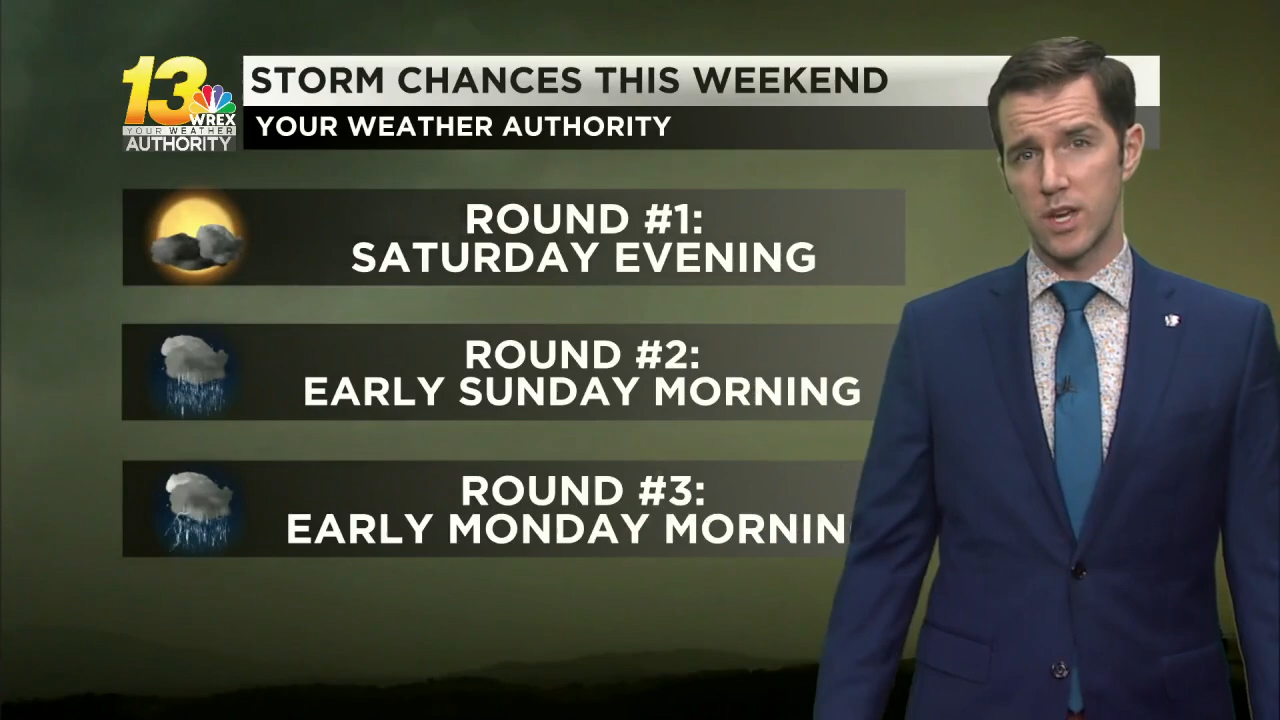 13
WREX
YOUR WEATHER
AUTHORITY
STORM CHANCES THIS WEEKEND
YOUR WEATHER AUTHORITY
ROUND #1:
SATURDAY EVENING
ROUND #2:
EARLY SUNDAY MORNING
ROUND #3:
EARLY MONDAY MORNIN